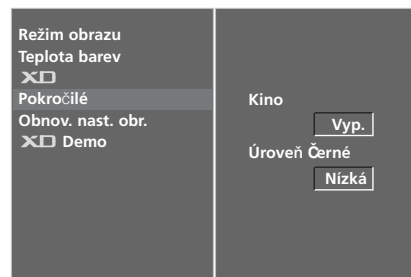 Režim obrazu
Teplota barev
XD
Pokročilé
Obnov. nast. obr.
XD Demo
Kino
Vyp.
Úroveň Černé
Nízká